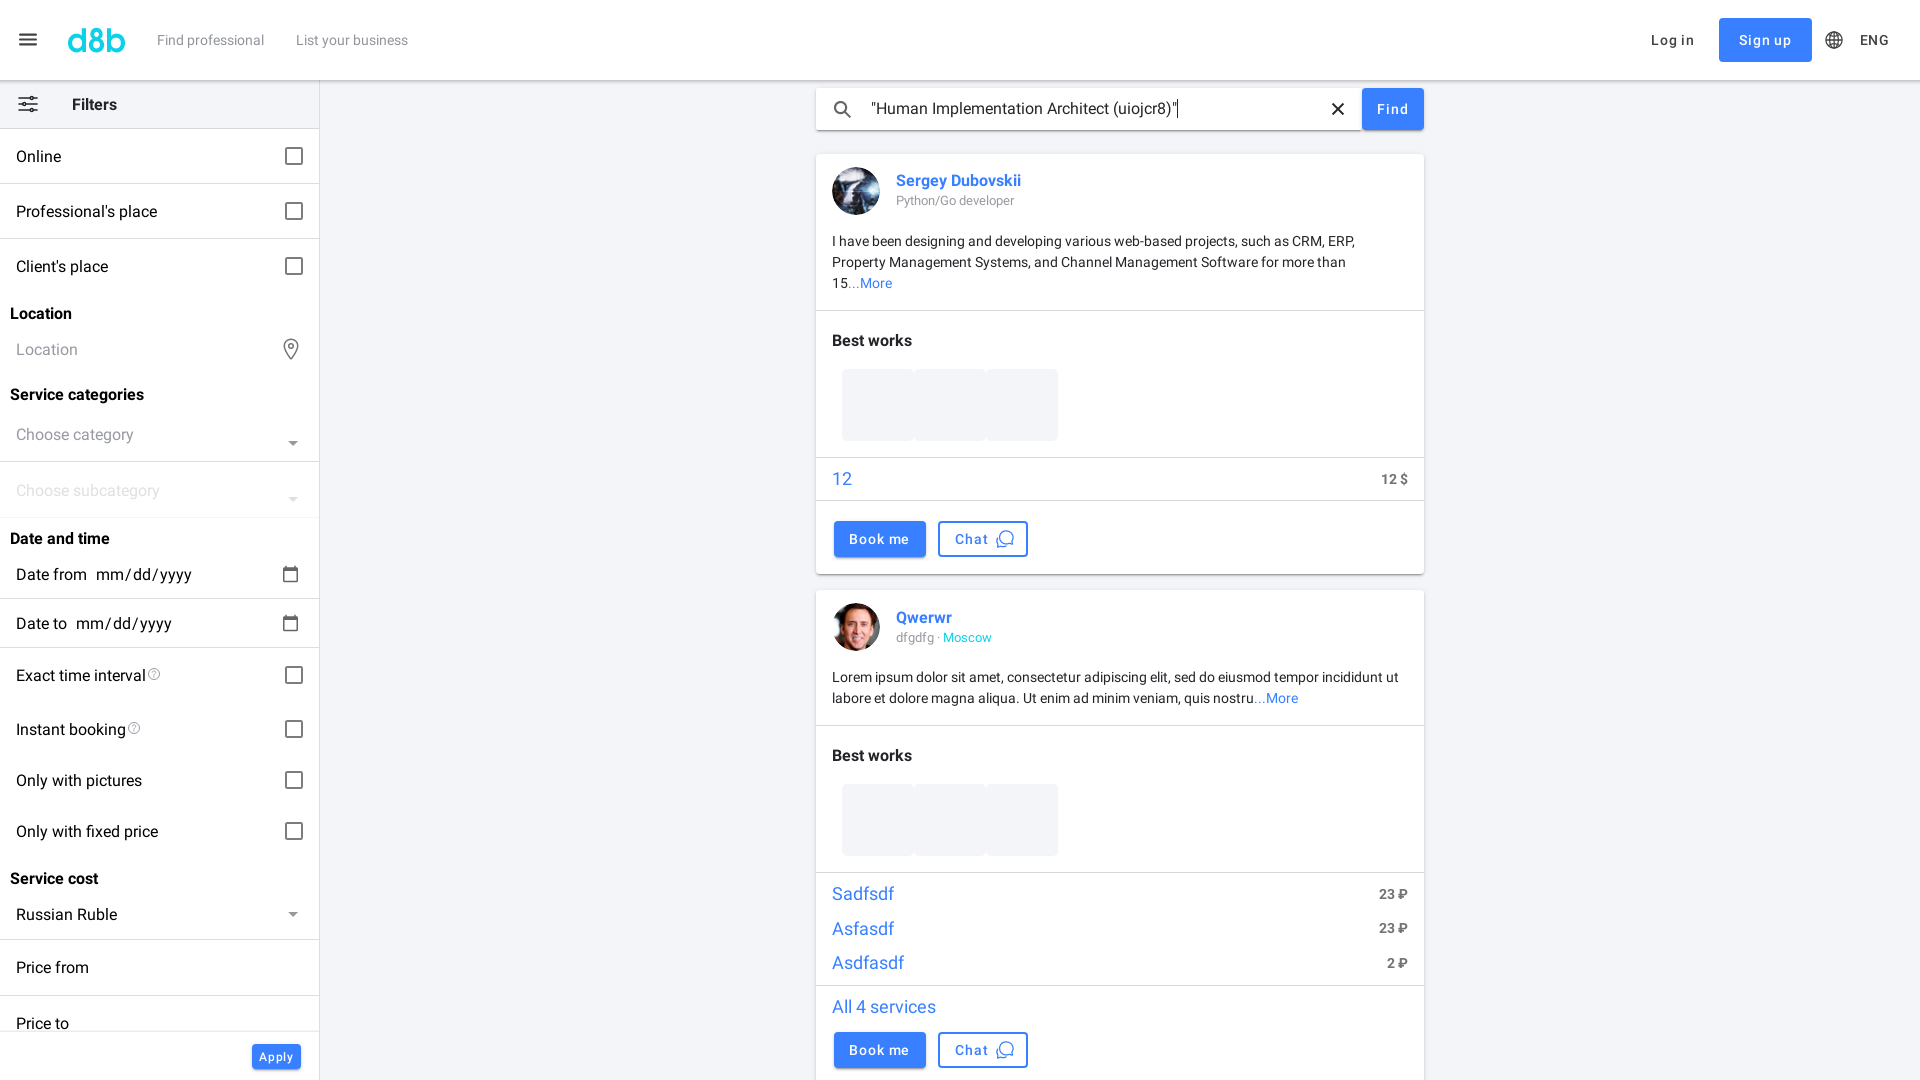 d8b
Find professional
List your business
Log in
Sign up
ENG
Filters
Online
Professional's place
Client's place
Location
Location
Service categories
Choose category
Choose subcategory
Date and time
Date from mm/dd/yyyy
Date to mm/dd/yyyy
Exact time interval
Instant booking
Only with pictures
Only with fixed price
Service cost
Russian Ruble
Price from
Price to
Apply
"Human Implementation Architect (uiojcr8)"
Find
Sergey Dubovskii
Python/Go developer
I have been designing and developing various web-based projects, such as CRM, ERP,
Property Management Systems, and Channel Management Software for more than
15...More
Best works
12 12 $
Book me
Chat
Qwerwr
dfgdfg · Moscow
Lorem ipsum dolor sit amet, consectetur adipiscing elit, sed do eiusmod tempor incididunt ut
labore et dolore magna aliqua. Ut enim ad minim veniam, quis nostru...More
Best works
Sadfsdf 23 ₽
Asfasdf 23 ₽
Asdfasdf 2 ₽
All 4 services
Book me
Chat